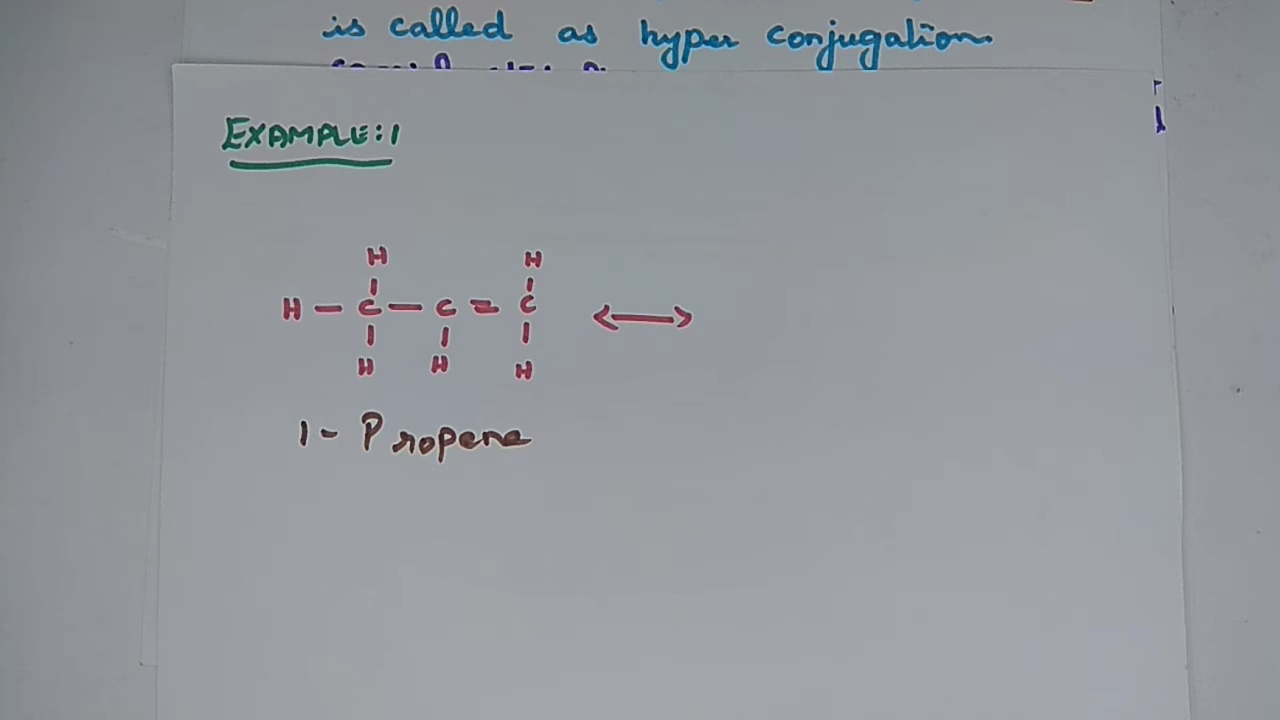 is called as hyper conjugation.
EXAMPLE:1
H H
H - C - C = C ⟷
H H H
1- Propene